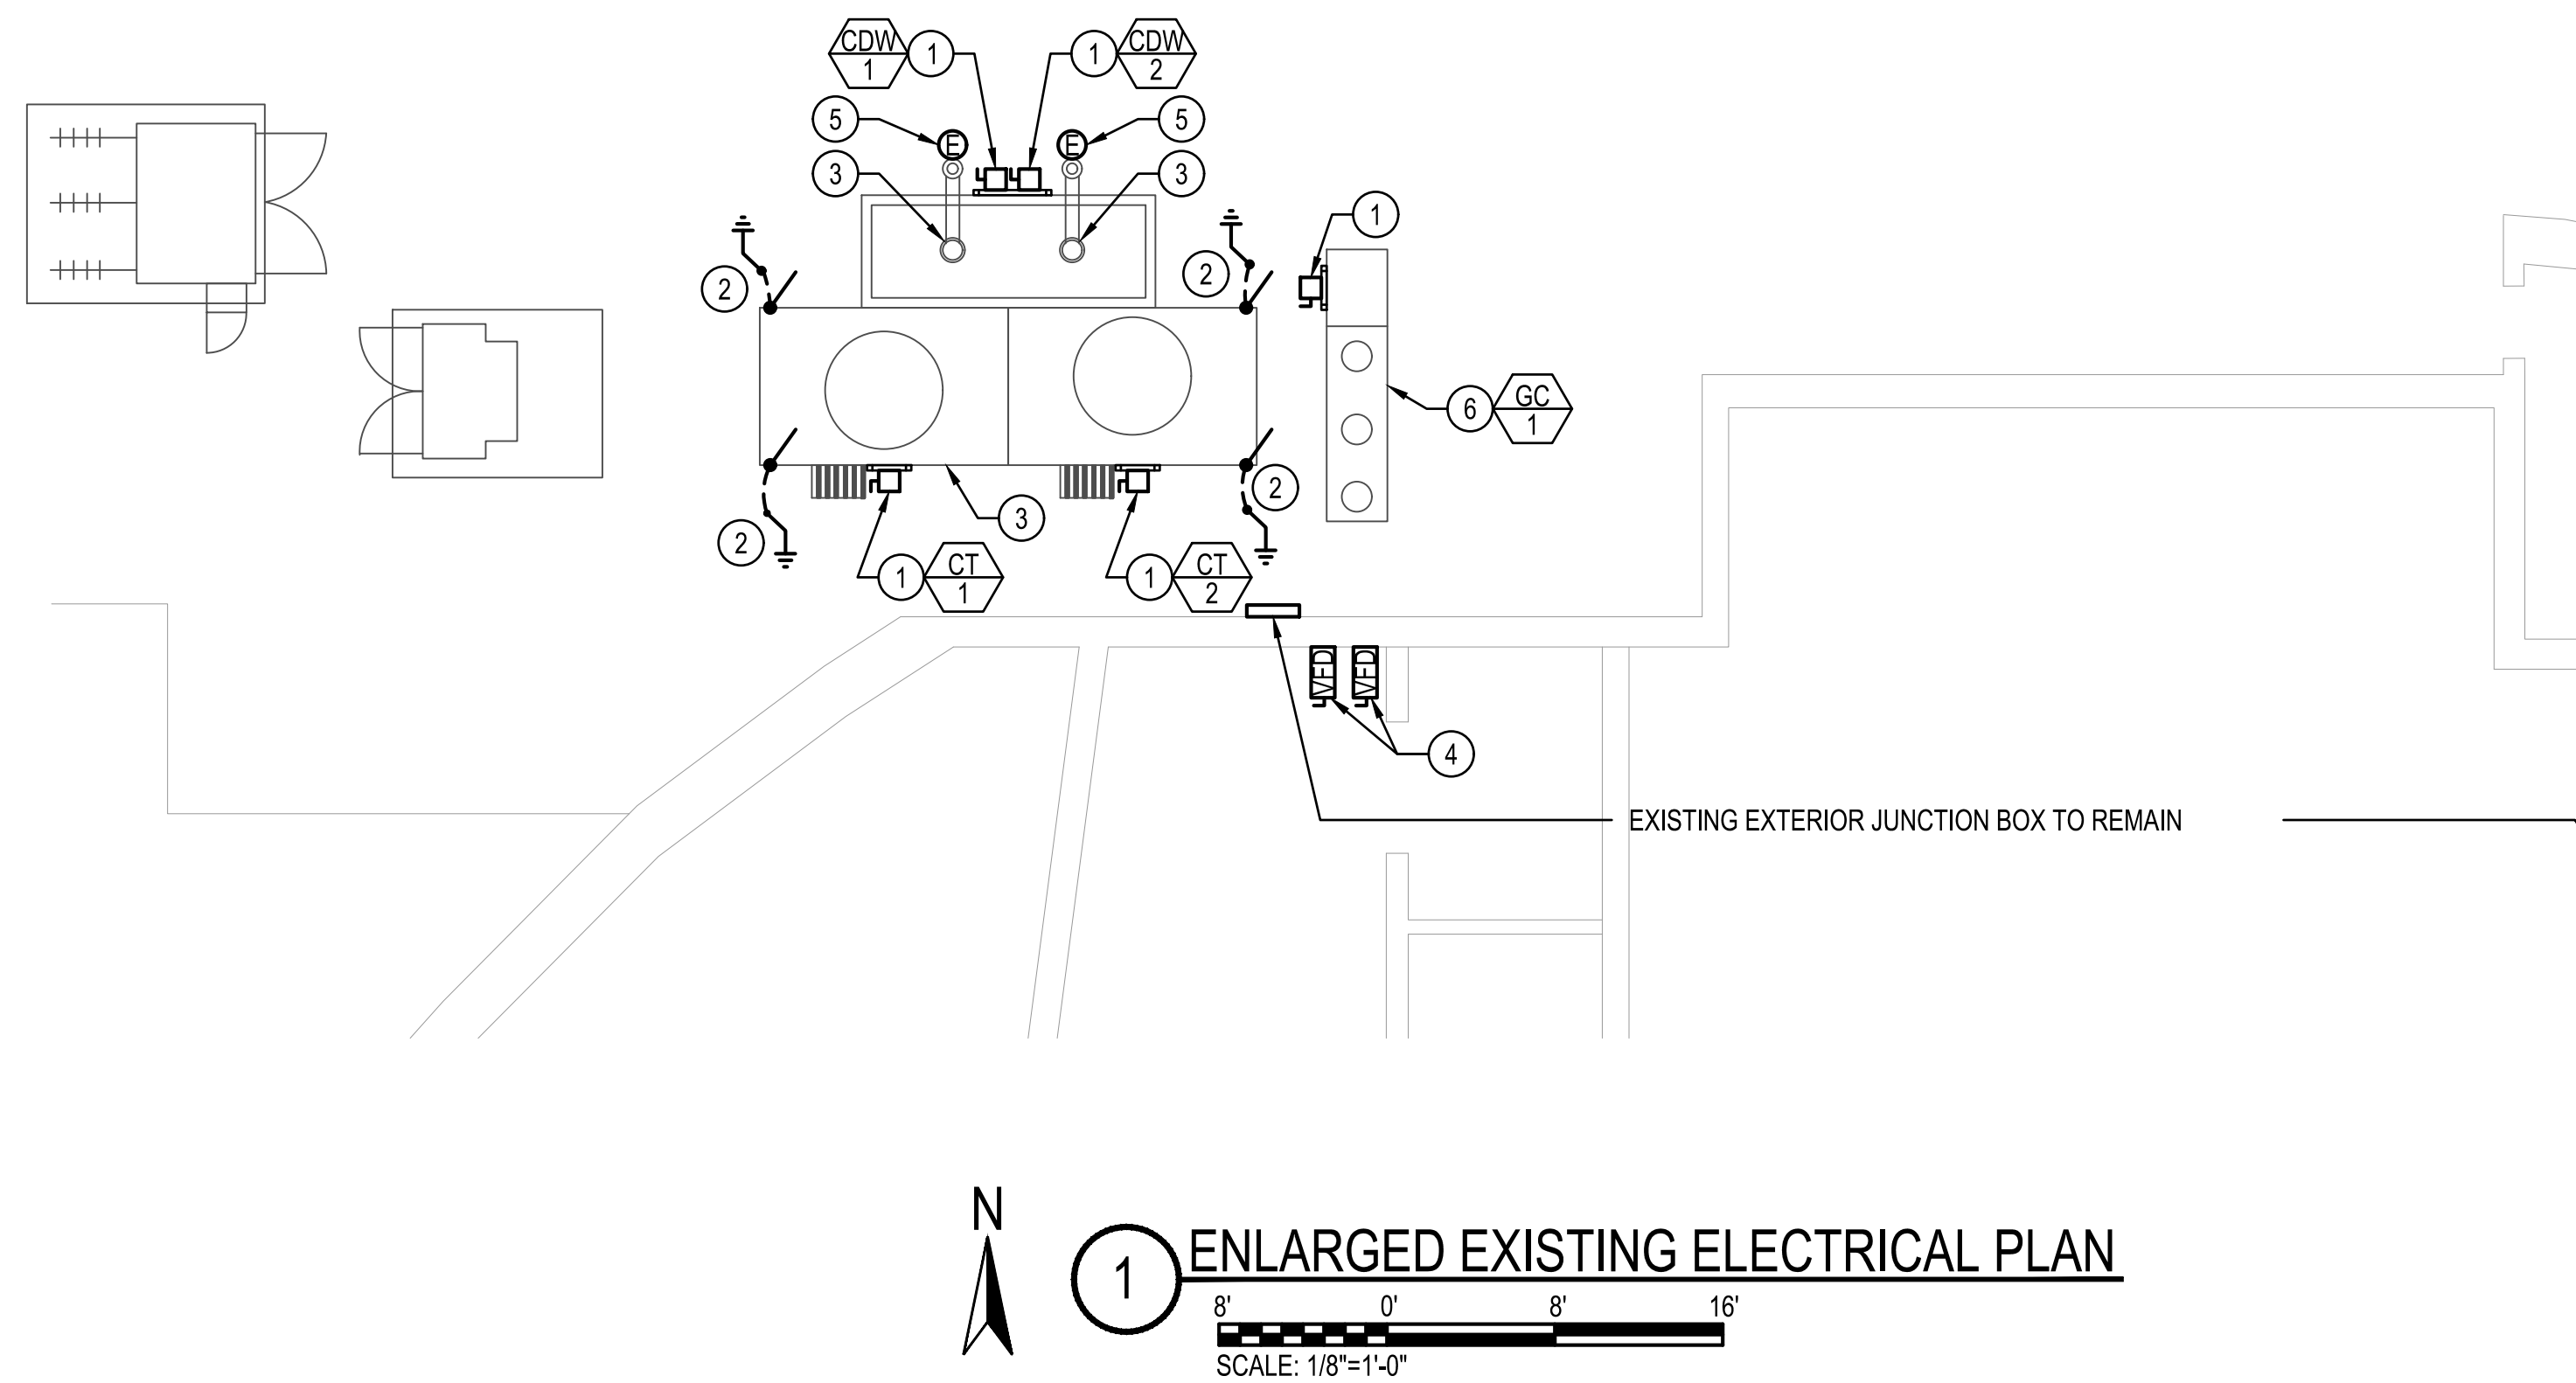 CDW
1
1
1
CDW
2
5
E
E
5
3
3
1
2
2
6
GC
1
2
2
3
1
CT
1
1
CT
2
VFD
VFD
4
EXISTING EXTERIOR JUNCTION BOX TO REMAIN
N
1
ENLARGED EXISTING ELECTRICAL PLAN
8' 0' 8' 16'
SCALE: 1/8"=1'-0"